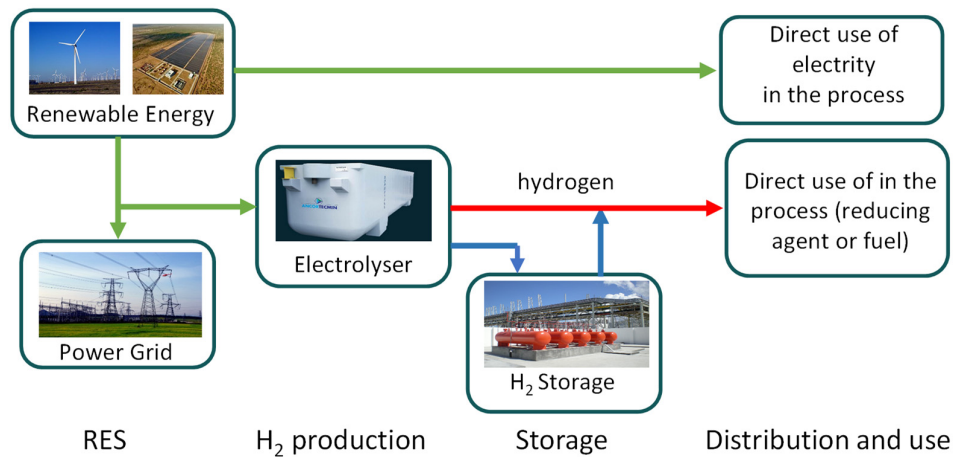 Renewable Energy
Direct use of
electrity
in the process
hydrogen
Electrolyser
Direct use of in the
process (reducing
agent or fuel)
Power Grid
H2 Storage
RES
H2 production
Storage
Distribution and use